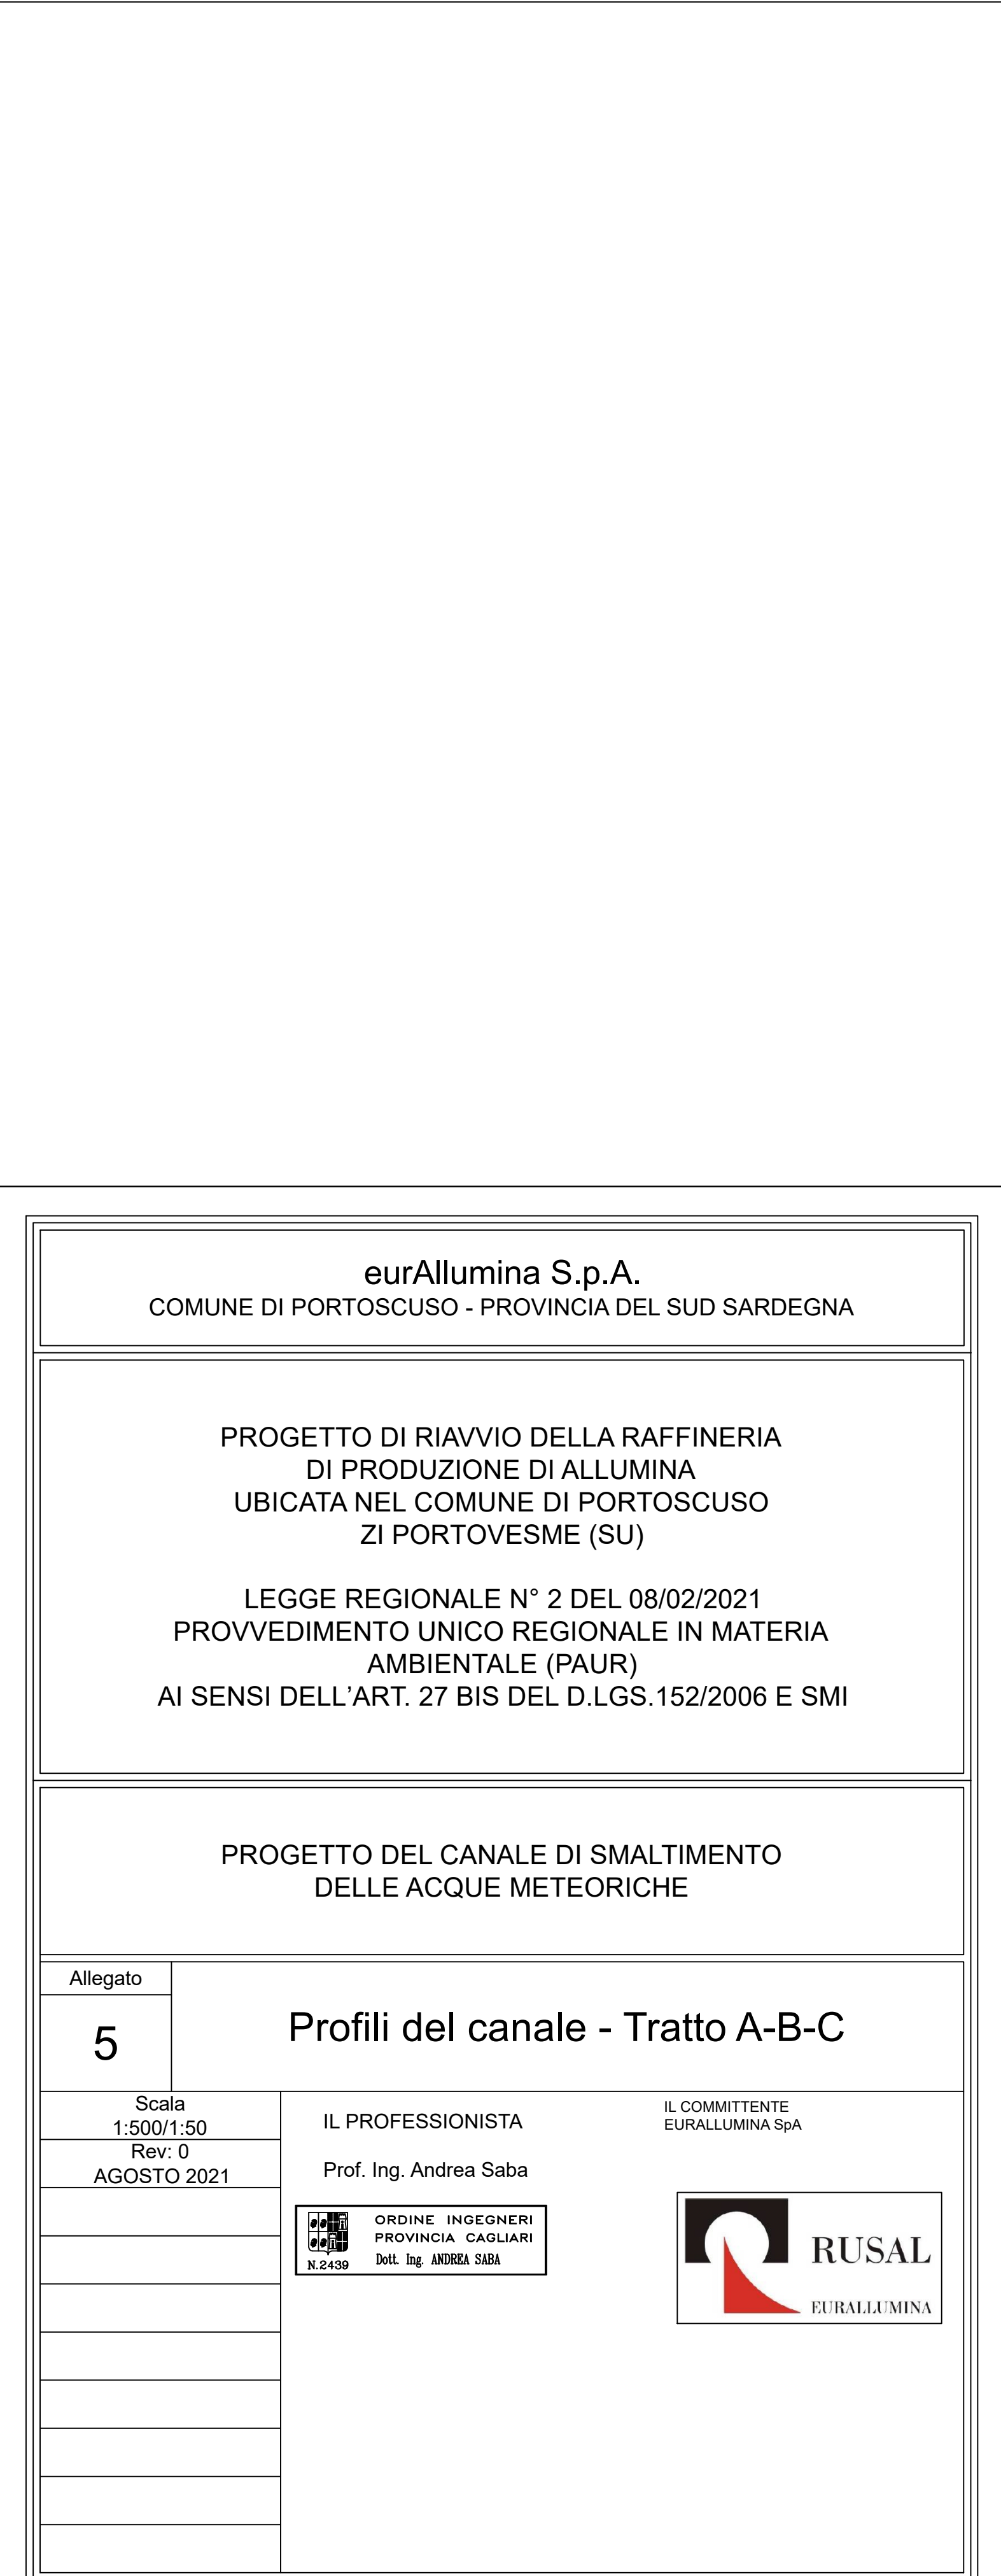 eurAllumina S.p.A.
COMUNE DI PORTOSCUSO - PROVINCIA DEL SUD SARDEGNA
PROGETTO DI RIAVVIO DELLA RAFFINERIA
DI PRODUZIONE DI ALLUMINA
UBICATA NEL COMUNE DI PORTOSCUSO
ZI PORTOVESME (SU)
LEGGE REGIONALE N° 2 DEL 08/02/2021
PROVVEDIMENTO UNICO REGIONALE IN MATERIA
AMBIENTALE (PAUR)
AI SENSI DELL’ART. 27 BIS DEL D.LGS.152/2006 E SMI
PROGETTO DEL CANALE DI SMALTIMENTO
DELLE ACQUE METEORICHE
Allegato
5
Profili del canale - Tratto A-B-C
Scala
1:500/1:50
Rev: 0
AGOSTO 2021
IL PROFESSIONISTA
Prof. Ing. Andrea Saba
ORDINE INGEGNERI
PROVINCIA CAGLIARI
Dott. Ing. ANDREA SABA
N.2439
IL COMMITTENTE
EURALLUMINA SpA
RUSAL
EURALLUMINA